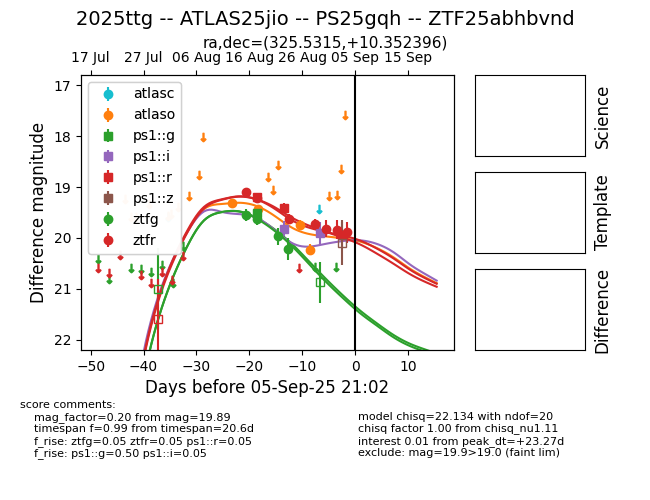 2025ttg -- ATLAS25jio -- PS25gqh -- ZTF25abhbvnd
ra,dec=(325.5315,+10.352396)
17 Jul 27 Jul 06 Aug 16 Aug 26 Aug 05 Sep 15 Sep
17
18
19
20
21
22
Difference magnitude
atlasc
atlaso
ps1::g
ps1::i
ps1::r
ps1::z
ztfg
ztfr
−50 −40 −30 −20 −10 0 10
Days before 05-Sep-25 21:02
Science
Template
Difference
score comments:
mag_factor=0.20 from mag=19.89
timespan f=0.99 from timespan=20.6d
f_rise: ztfg=0.05 ztfr=0.05 ps1::r=0.05
f_rise: ps1::g=0.50 ps1::i=0.05
model chisq=22.134 with ndof=20
chisq factor 1.00 from chisq_nu1.11
interest 0.01 from peak_dt=+23.27d
exclude: mag=19.9>19.0 (faint lim)